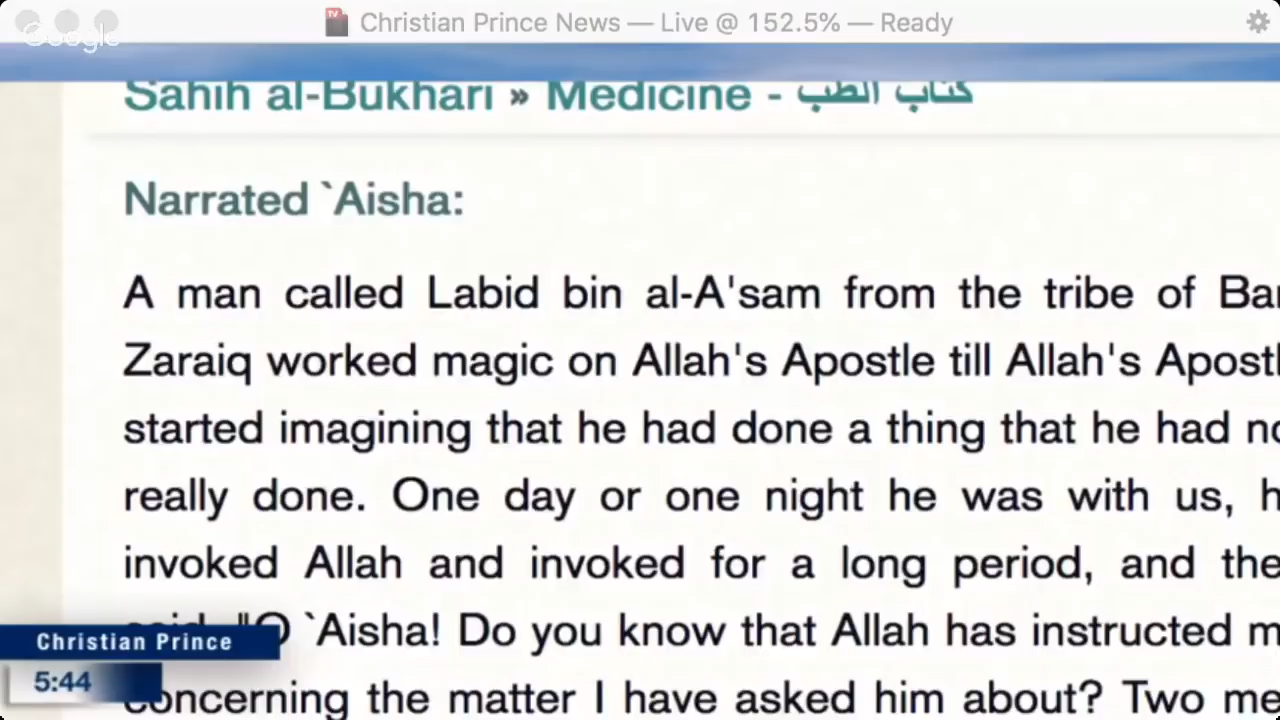 Christian Prince News — Live @ 152.5% — Ready
Google
Sahih al-Bukhari » Medicine - كتاب الطب
Narrated `Aisha:
A man called Labid bin al-A'sam from the tribe of
Zaraiq worked magic on Allah's Apostle till Allah's
started imagining that he had done a thing that he had
really done. One day or one night he was with us,
invoked Allah and invoked for a long period, and
"O `Aisha! Do you know that Allah has instructed
concerning the matter I have asked him about? Two
Christian Prince
5:44